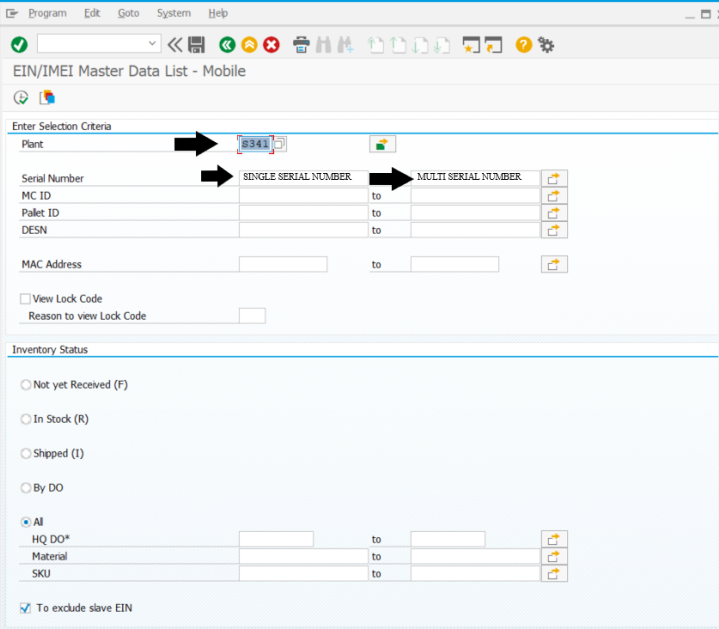 Program Edit Goto System Help
EIN/IMEI Master Data List - Mobile
Enter Selection Criteria
Plant S341
Serial Number SINGLE SERIAL NUMBER MULTI SERIAL NUMBER
MC ID to
Pallet ID to
DESN to
MAC Address to
View Lock Code
Reason to view Lock Code
Inventory Status
Not yet Received (F)
In Stock (R)
Shipped (I)
By DO
All
HQ DO* to
Material to
SKU to
To exclude slave EIN